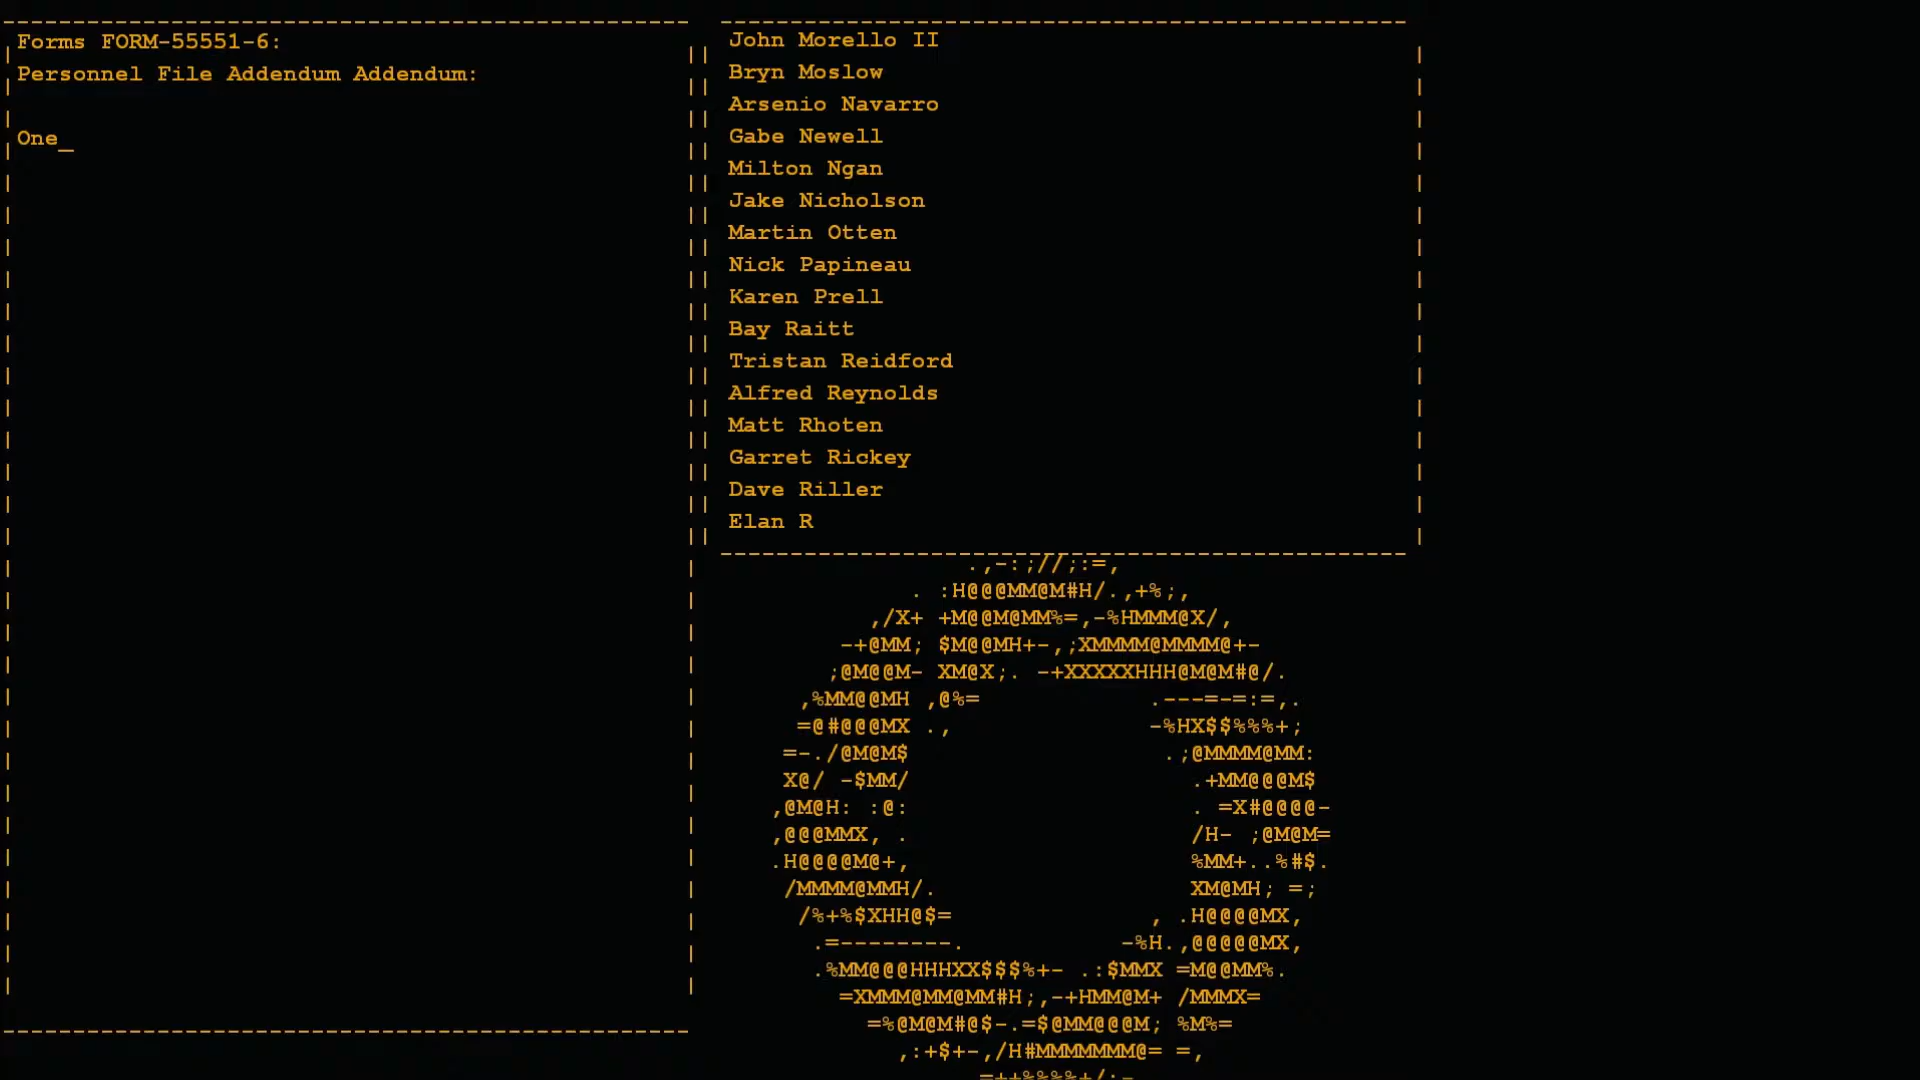 Forms FORM-55551-6:
Personnel File Addendum Addendum:
One_
John Morello II
Bryn Moslow
Arsenio Navarro
Gabe Newell
Milton Ngan
Jake Nicholson
Martin Otten
Nick Papineau
Karen Prell
Bay Raitt
Tristan Reidford
Alfred Reynolds
Matt Rhoten
Garret Rickey
Dave Riller
Elan R